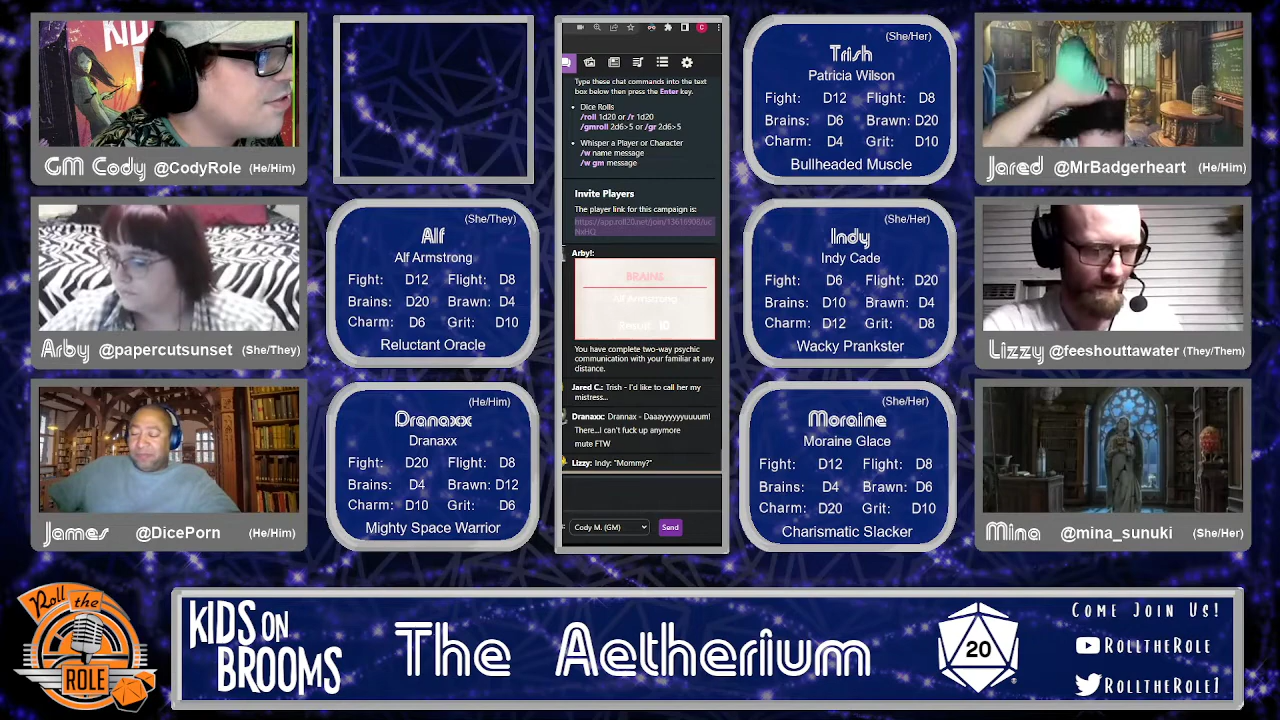 KIDS
BR
GM Cody @CodyRole (He/Him)
Arby @papercutsunset (She/They)
James @DicePorn (He/Him)
(She/They)
Alf
Alf Armstrong
Fight: D12 Flight: D8
Brains: D20 Brawn: D4
Charm: D6 Grit: D10
Reluctant Oracle
(He/Him)
Dranaxx
Dranaxx
Fight: D20 Flight: D8
Brains: D4 Brawn: D12
Charm: D10 Grit: D6
Mighty Space Warrior
Type these chat commands into the text
box below then press the Enter key.
• Dice Rolls
/roll 1d20 or /r 1d20
/gmroll 2d6>5 or /gr 2d6>5
• Whisper a Player or Character
/w name message
/w gm message
Invite Players
The player link for this campaign is:
Arby!:
BRAINS
Alf Armstrong
Result: 10
You have complete two-way psychic
communication with your familiar at any
distance.
Jared C.: Trish - I'd like to call her my
mistress...
Dranaxx: Drannax - Daaayyyyyyuuuum!
There...I can't fuck up anymore
mute FTW
Lizzy: Indy: "Mommy?"
Cody M. (GM) Send
(She/Her)
Trish
Patricia Wilson
Fight: D12 Flight: D8
Brains: D6 Brawn: D20
Charm: D4 Grit: D10
Bullheaded Muscle
(She/Her)
Indy
Indy Cade
Fight: D6 Flight: D20
Brains: D10 Brawn: D4
Charm: D12 Grit: D8
Wacky Prankster
(She/Her)
Moraine
Moraine Glace
Fight: D12 Flight: D8
Brains: D4 Brawn: D6
Charm: D20 Grit: D10
Charismatic Slacker
Jared @MrBadgerheart (He/Him)
Lizzy @feeshouttawater (They/Them)
Mina @mina_sunuki (She/Her)
Roll the
ROLE
KIDS ON
BROOMS
The Aetherium
20
Come Join Us!
RolltheRole
RolltheRole1